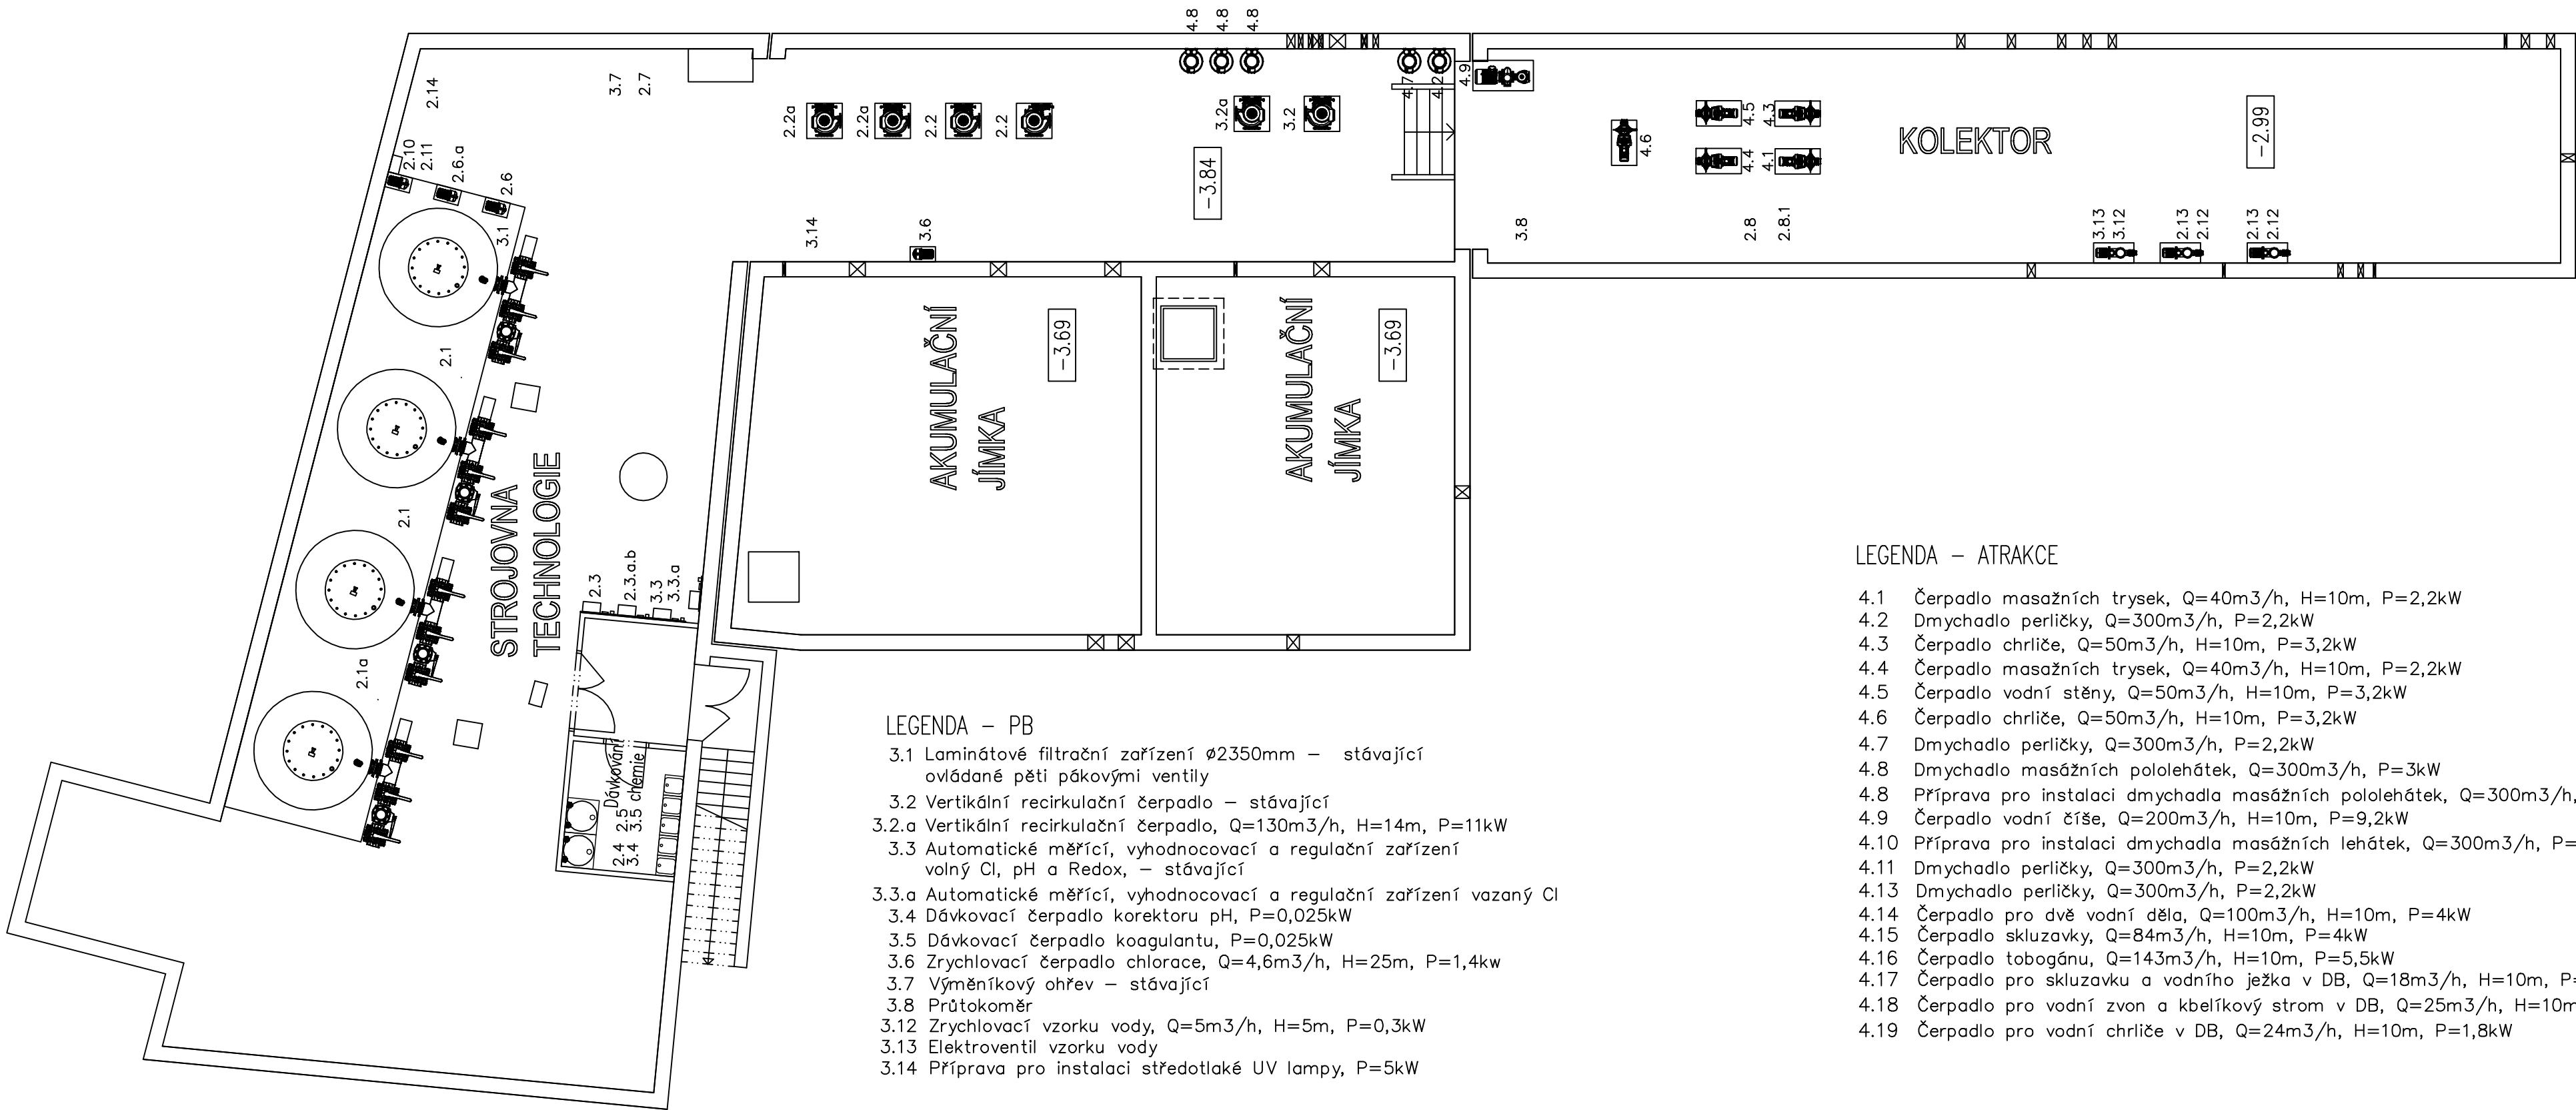 4.8
4.8
4.8
2.14
3.7
2.7
2.2a
2.2a
2.2
2.2
3.2a
3.2
4.7
4.2
4.9
4.6
4.5
4.3
4.4
4.1
KOLEKTOR
-2.99
-3.84
2.10
2.11
2.6.a
2.6
3.1
3.14
3.6
3.8
2.8
2.8.1
3.13
3.12
2.13
2.12
2.13
2.12
2.1
2.1
2.1a
STROJOVNA
TECHNOLOGIE
AKUMULAČNÍ
JÍMKA
-3.69
AKUMULAČNÍ
JÍMKA
-3.69
2.3
2.3.a.b
3.3
3.3.a
Dávkování
chemie
2.4 2.5
3.4 3.5
LEGENDA – PB
3.1 Laminátové filtrační zařízení ø2350mm – stávající
ovládané pěti pákovými ventily
3.2 Vertikální recirkulační čerpadlo – stávající
3.2.a Vertikální recirkulační čerpadlo, Q=130m3/h, H=14m, P=11kW
3.3 Automatické měřící, vyhodnocovací a regulační zařízení
volný Cl, pH a Redox, – stávající
3.3.a Automatické měřící, vyhodnocovací a regulační zařízení vazaný Cl
3.4 Dávkovací čerpadlo korektoru pH, P=0,025kW
3.5 Dávkovací čerpadlo koagulantu, P=0,025kW
3.6 Zrychlovací čerpadlo chlorace, Q=4,6m3/h, H=25m, P=1,4kw
3.7 Výměníkový ohřev – stávající
3.8 Průtokoměr
3.12 Zrychlovací vzorku vody, Q=5m3/h, H=5m, P=0,3kW
3.13 Elektroventil vzorku vody
3.14 Příprava pro instalaci středotlaké UV lampy, P=5kW
LEGENDA – ATRAKCE
4.1 Čerpadlo masažních trysek, Q=40m3/h, H=10m, P=2,2kW
4.2 Dmychadlo perličky, Q=300m3/h, P=2,2kW
4.3 Čerpadlo chrliče, Q=50m3/h, H=10m, P=3,2kW
4.4 Čerpadlo masažních trysek, Q=40m3/h, H=10m, P=2,2kW
4.5 Čerpadlo vodní stěny, Q=50m3/h, H=10m, P=3,2kW
4.6 Čerpadlo chrliče, Q=50m3/h, H=10m, P=3,2kW
4.7 Dmychadlo perličky, Q=300m3/h, P=2,2kW
4.8 Dmychadlo masážních pololehátek, Q=300m3/h, P=3kW
4.8 Příprava pro instalaci dmychadla masážních pololehátek, Q=300m3/h,
4.9 Čerpadlo vodní číše, Q=200m3/h, H=10m, P=9,2kW
4.10 Příprava pro instalaci dmychadla masážních lehátek, Q=300m3/h, P=
4.11 Dmychadlo perličky, Q=300m3/h, P=2,2kW
4.13 Dmychadlo perličky, Q=300m3/h, P=2,2kW
4.14 Čerpadlo pro dvě vodní děla, Q=100m3/h, H=10m, P=4kW
4.15 Čerpadlo skluzavky, Q=84m3/h, H=10m, P=4kW
4.16 Čerpadlo tobogánu, Q=143m3/h, H=10m, P=5,5kW
4.17 Čerpadlo pro skluzavku a vodního ježka v DB, Q=18m3/h, H=10m, P=
4.18 Čerpadlo pro vodní zvon a kbelíkový strom v DB, Q=25m3/h, H=10m
4.19 Čerpadlo pro vodní chrliče v DB, Q=24m3/h, H=10m, P=1,8kW